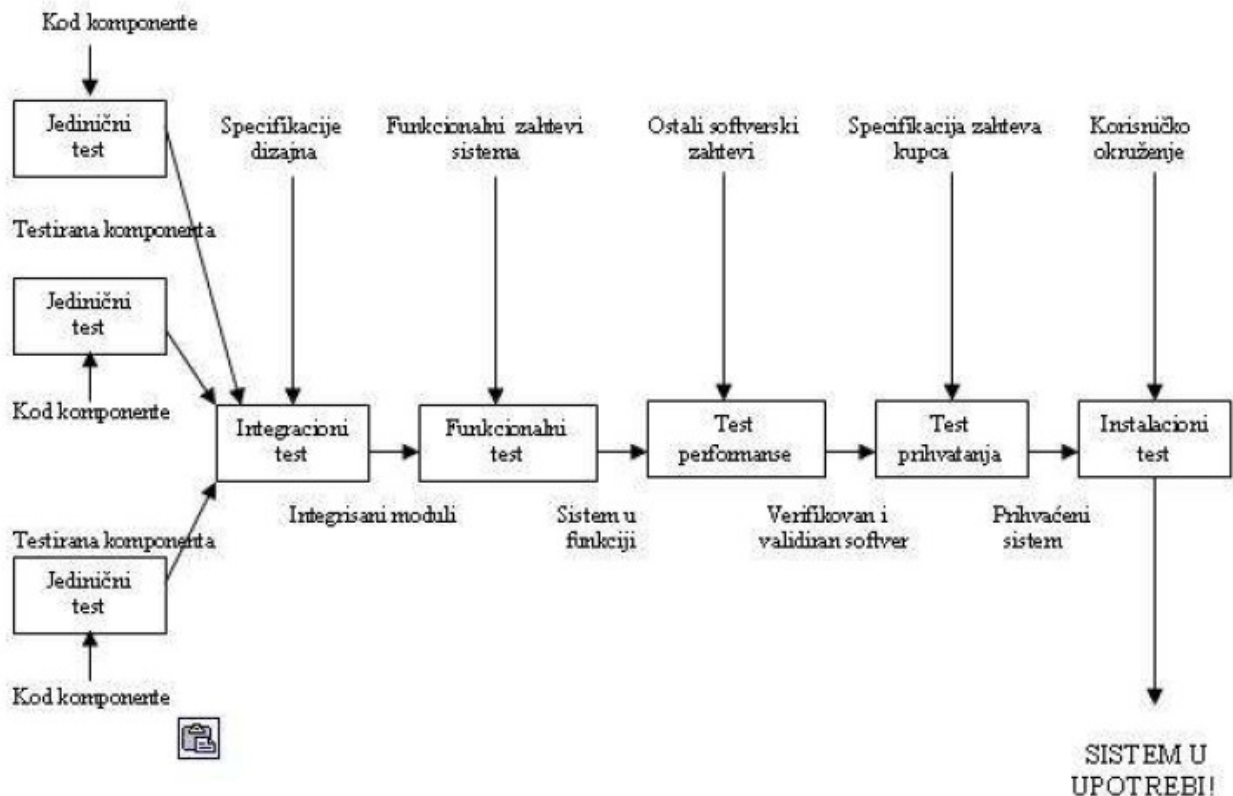 Kod komponente
Jedinični
test
Specifikacije
dizajna
Funkcionalni zahtevi
sistema
Ostali softverski
zahtevi
Specifikacija zahteva
kupca
Korisničko
okruženje
Testirana komponenta
Jedinični
test
Kod komponente
Integracioni
test
Funkcionalni
test
Test
performanse
Test
prihvatanja
Instalacioni
test
Integrisani moduli
Sistem u
funkciji
Verifikovan i
validiran softver
Prihvaćeni
sistem
Testirana komponenta
Jedinični
test
Kod komponente
SISTEM U
UPOTREBI!